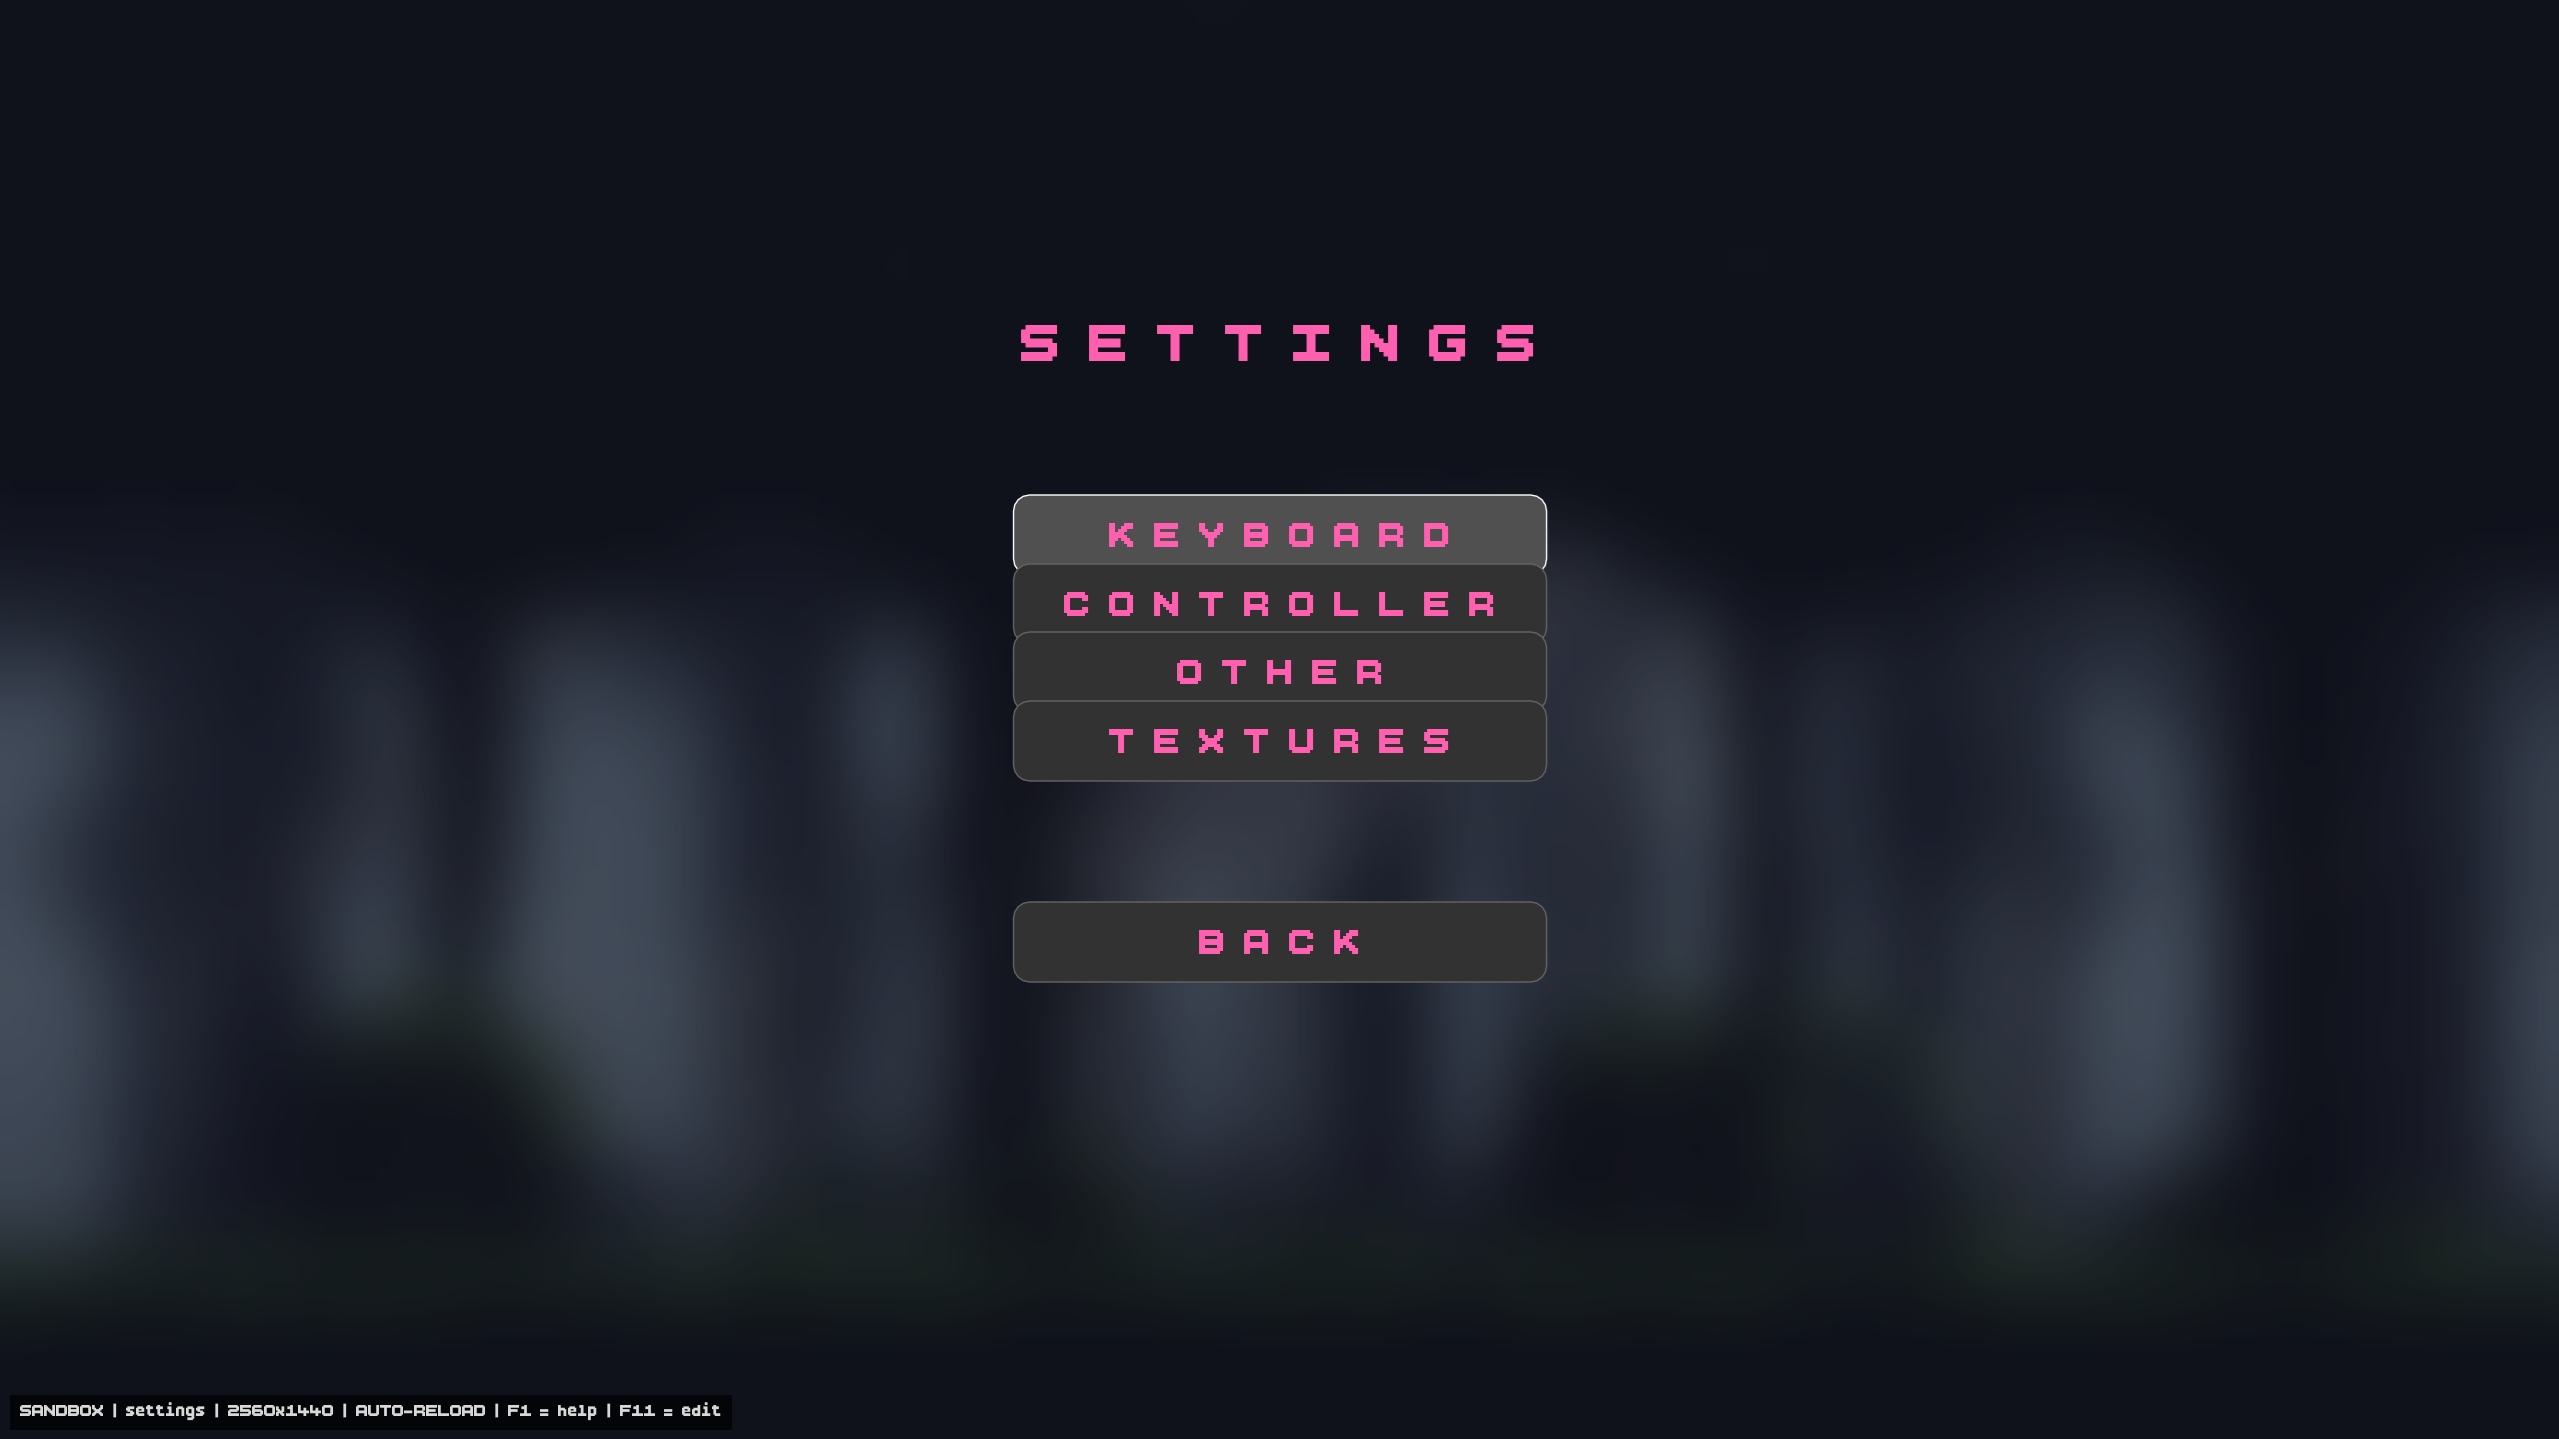 SETTINGS
KEYBOARD
CONTROLLER
OTHER
TEXTURES
BACK
SANDBOX | settings | 2560x1440 | AUTO-RELOAD | F1 = help | F11 = edit